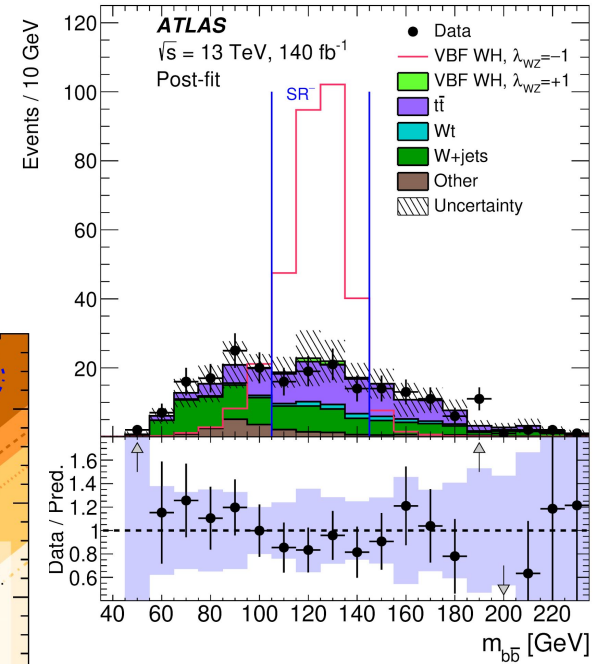 ATLAS
√s = 13 TeV, 140 fb⁻¹
Post-fit
SR⁻
Data
VBF WH, λ_WZ=−1
VBF WH, λ_WZ=+1
tt̄
Wt
W+jets
Other
Uncertainty
Events / 10 GeV
120
100
80
60
40
20
Data / Pred.
1.6
1.4
1.2
1
0.8
0.6
40 60 80 100 120 140 160 180 200 220
m_bb̄ [GeV]